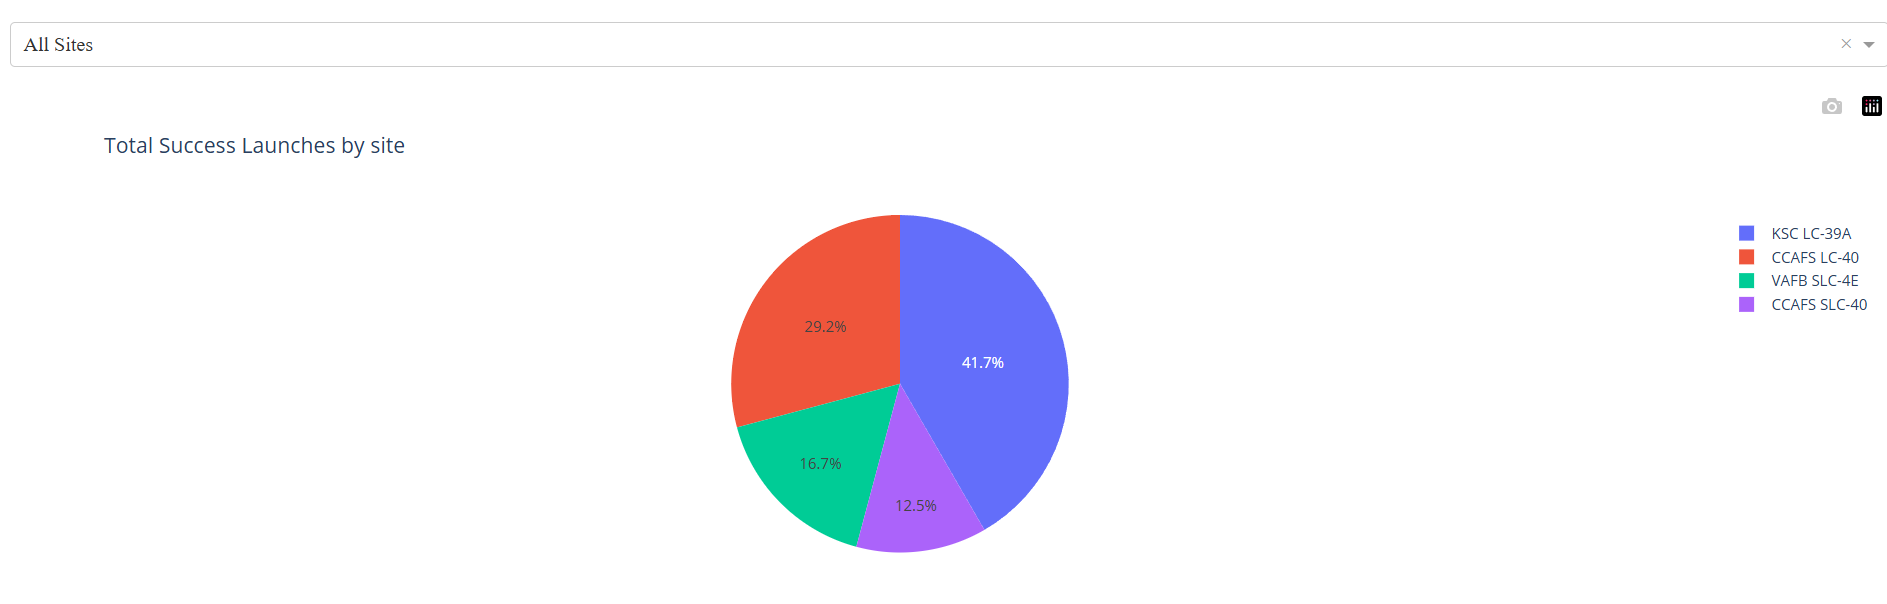 All Sites
Total Success Launches by site
KSC LC-39A
CCAFS LC-40
VAFB SLC-4E
CCAFS SLC-40
29.2%
41.7%
16.7%
12.5%